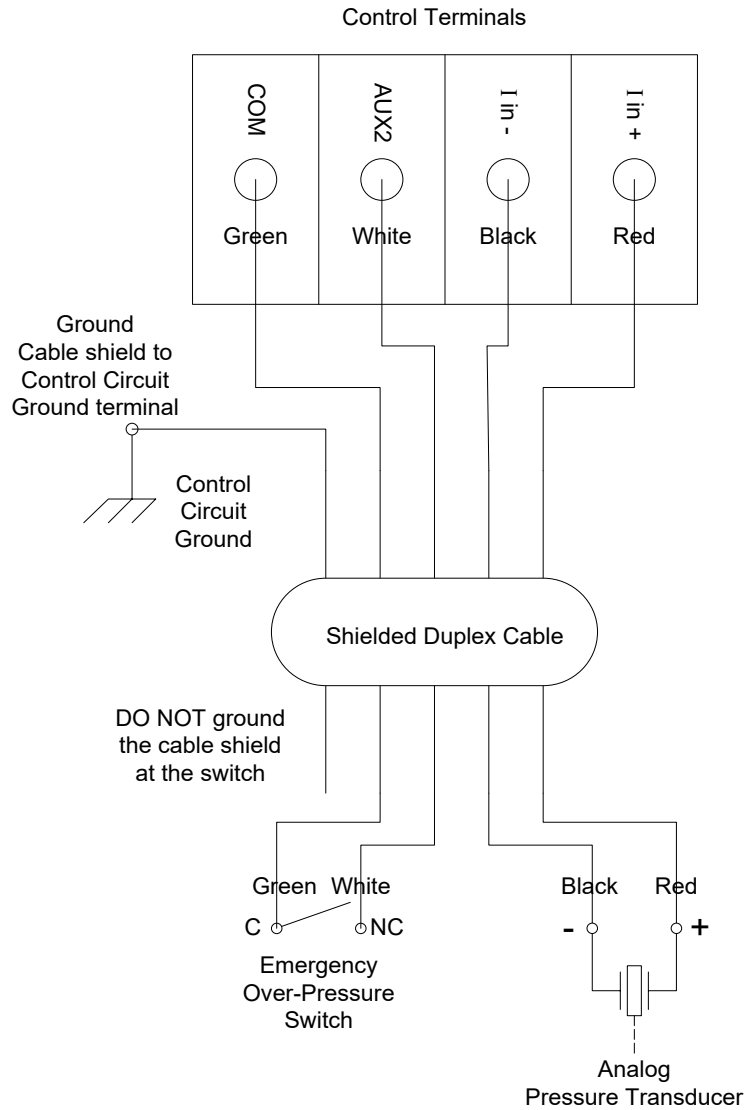 Control Terminals
COM
AUX2
I in -
I in +
Green
White
Black
Red
Ground
Cable shield to
Control Circuit
Ground terminal
Control
Circuit
Ground
Shielded Duplex Cable
DO NOT ground
the cable shield
at the switch
Green White
Black Red
C NC
- +
Emergency
Over-Pressure
Switch
Analog
Pressure Transducer